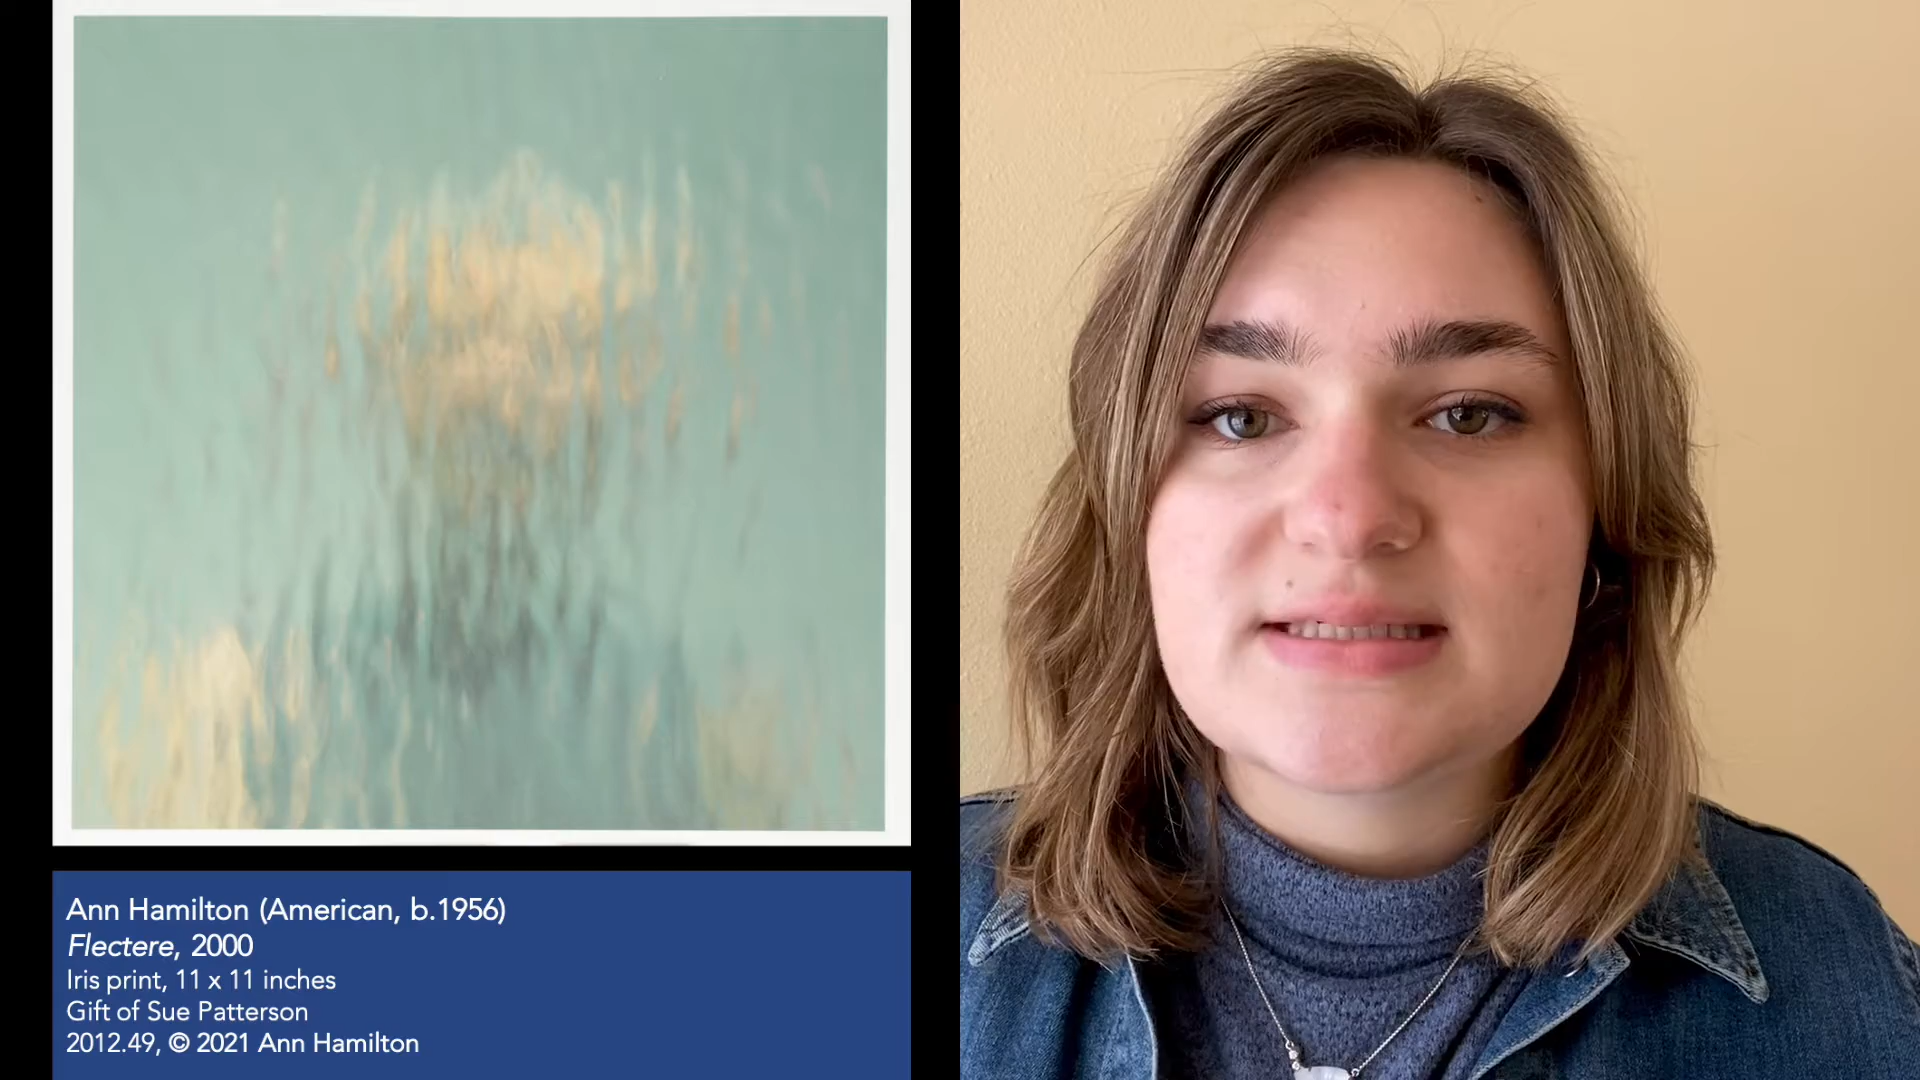 Ann Hamilton (American, b.1956)
Flectere, 2000
Iris print, 11 x 11 inches
Gift of Sue Patterson
2012.49, © 2021 Ann Hamilton